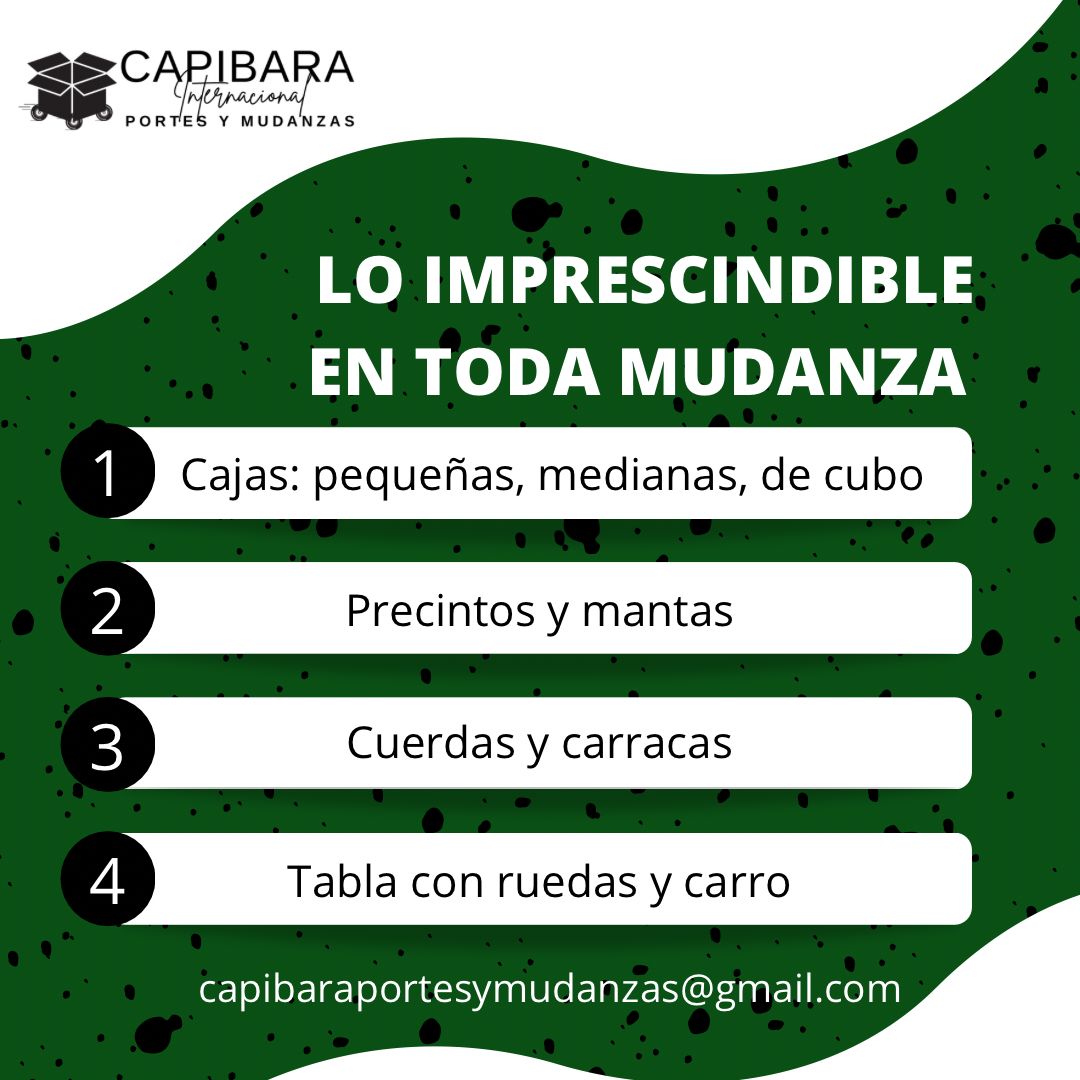 CAPIBARA
Internacional
PORTES Y MUDANZAS
LO IMPRESCINDIBLE
EN TODA MUDANZA
1 Cajas: pequeñas, medianas, de cubo
2 Precintos y mantas
3 Cuerdas y carracas
4 Tabla con ruedas y carro
capibaraportesymudanzas@gmail.com